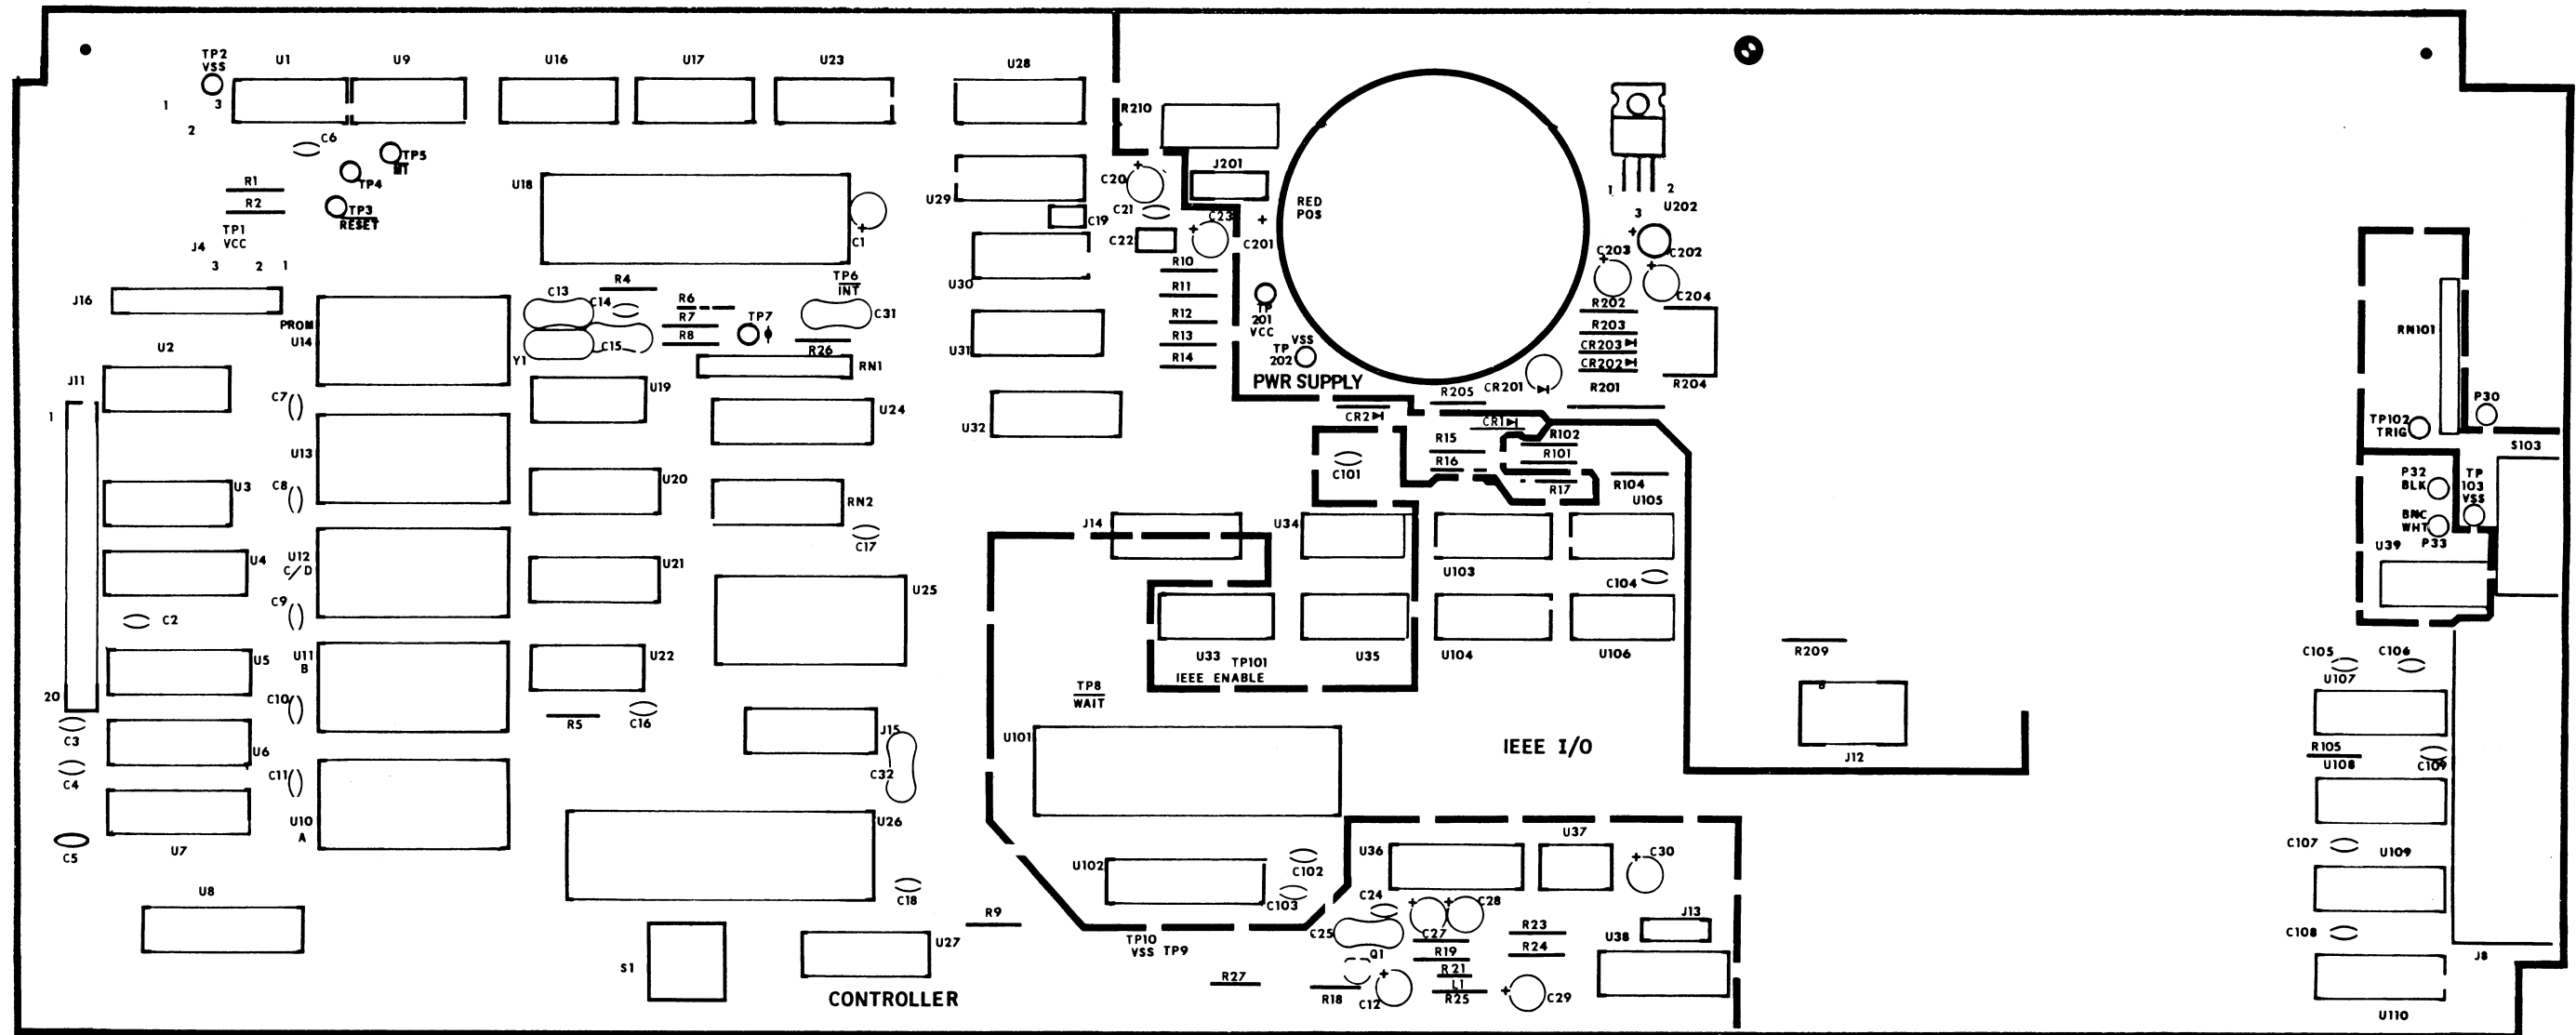 TP2
VSS
U1
U9
U16
U17
U23
U28
1
3
2
C6
TP5
MT
TP4
R1
R2
TP3
RESET
TP1
VCC
J4
3
2
1
U18
C1
U29
C19
U30
R210
C20
J201
C21
C23
C22
C201
+
RED
POS
1
2
U202
3
C203
C202
C204
R10
R11
R12
R13
R14
TP
201
VCC
VSS
TP
202
PWR SUPPLY
R202
R203
CR203
CR202
R201
R204
CR201
R205
J16
PROM
U14
C13
C14
R4
R6
R7
R8
C15
Y1
TP7
TP6
INT
C31
R26
RN1
U31
U32
U2
J11
1
C7
U13
U19
U24
U3
C8
U20
RN2
C17
U4
U12
C/D
C9
U21
U25
C2
U5
U11
B
C10
U22
20
C3
R5
C16
J15
U6
C4
C11
C32
U10
A
U26
U7
C5
U8
C18
S1
U27
R9
CONTROLLER
CR2
CR1
R15
R16
R102
R101
R17
R104
C101
U105
J14
U34
U103
C104
U33
TP101
IEEE ENABLE
U35
U104
U106
TP8
WAIT
U101
IEEE I/O
R209
8
J12
U102
C102
C103
U36
U37
C30
C24
C28
C25
C27
R23
R24
J13
U38
TP10
VSS
TP9
Q1
R19
R21
L1
R25
R27
R18
C12
C29
RN101
TP102
TRIG
P30
S103
P32
BLK
TP
103
VSS
BNC
WHT
P33
U39
C105
C106
U107
R105
U108
C109
C107
U109
C108
J8
U110